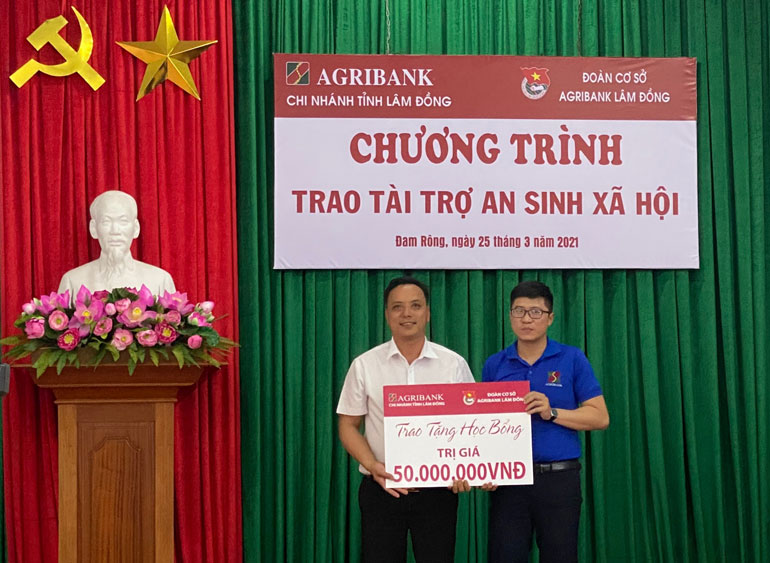 AGRIBANK
CHI NHÁNH TỈNH LÂM ĐỒNG
ĐOÀN CƠ SỞ
AGRIBANK LÂM ĐỒNG
CHƯƠNG TRÌNH
TRAO TÀI TRỢ AN SINH XÃ HỘI
Đam Rông, ngày 25 tháng 3 năm 2021
AGRIBANK
CHI NHÁNH TỈNH LÂM ĐỒNG
ĐOÀN CƠ SỞ
AGRIBANK LÂM ĐỒNG
Trao Tặng Học Bổng
TRỊ GIÁ
50.000.000VNĐ